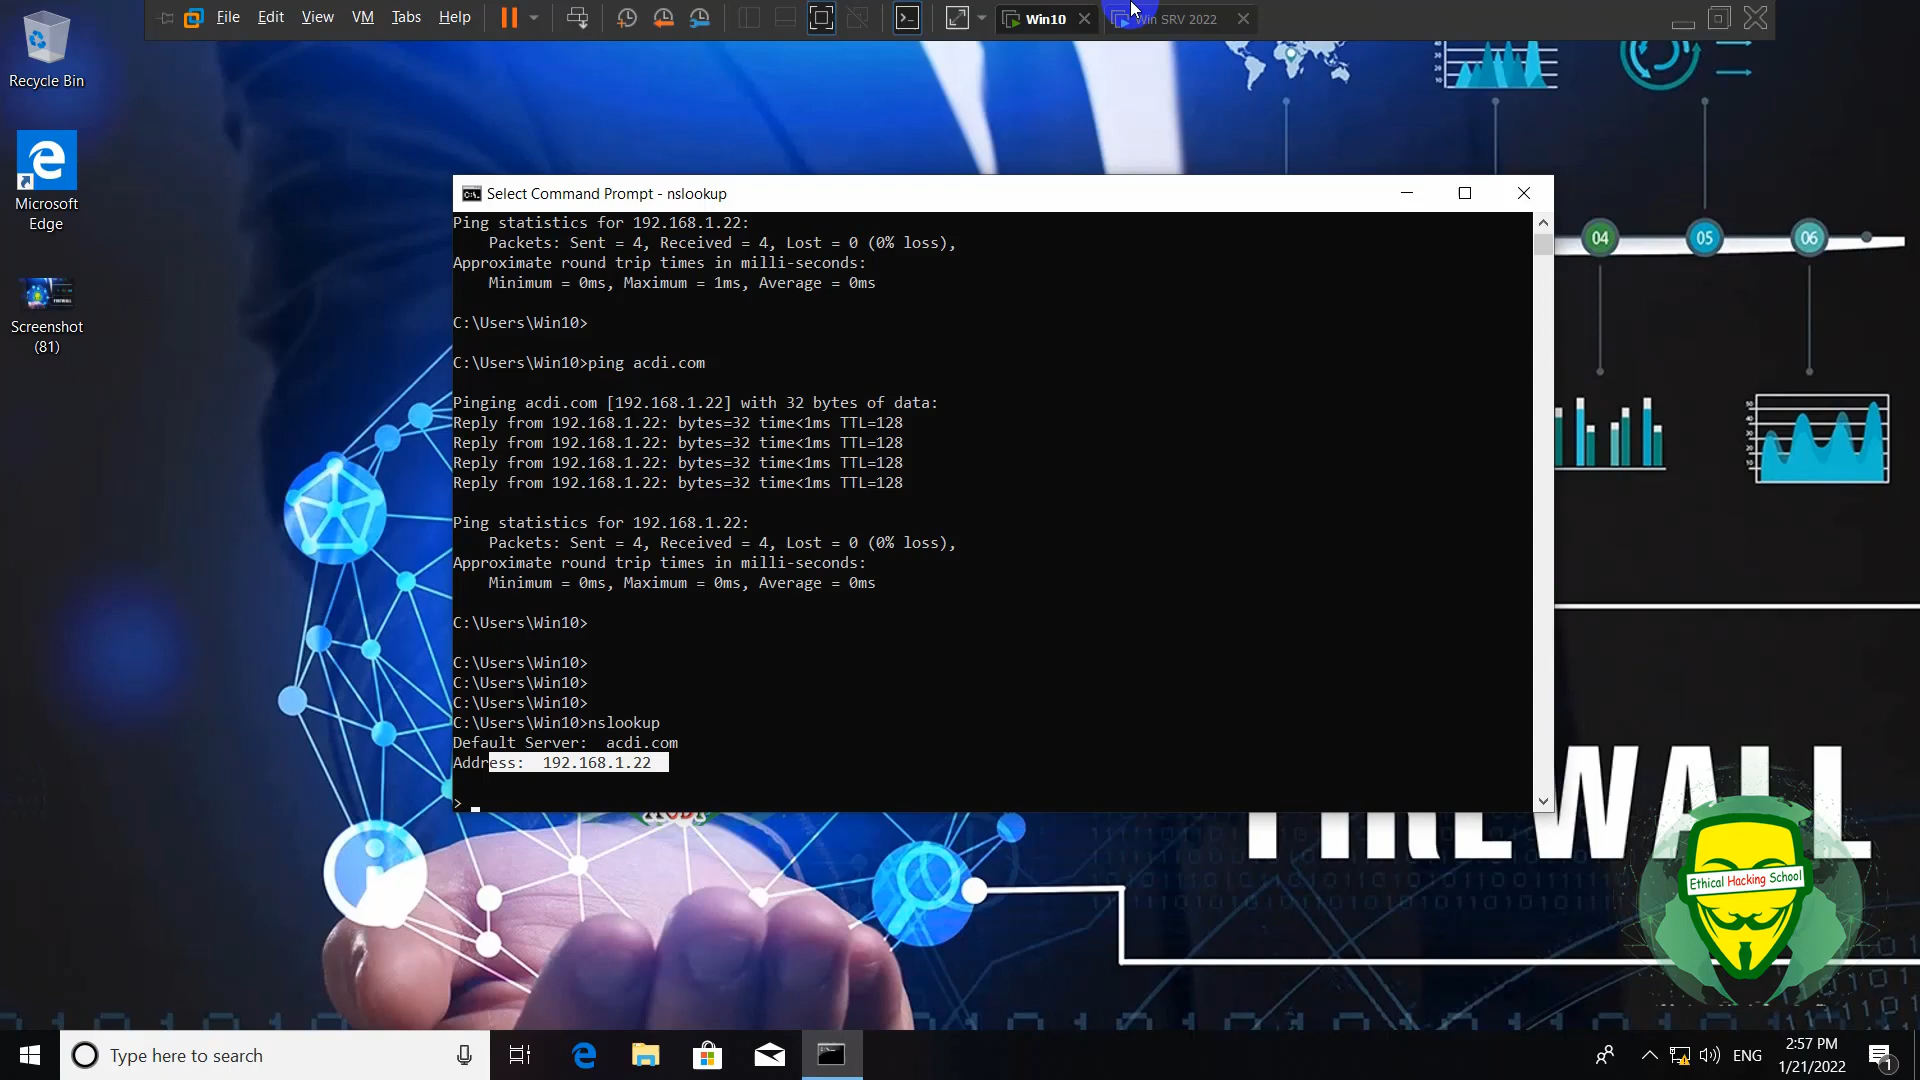 File Edit View VM Tabs Help
Win10
Win SRV 2022
Recycle Bin
Microsoft
Edge
Screenshot
(81)
Select Command Prompt - nslookup
Ping statistics for 192.168.1.22:
Packets: Sent = 4, Received = 4, Lost = 0 (0% loss),
Approximate round trip times in milli-seconds:
Minimum = 0ms, Maximum = 1ms, Average = 0ms
C:\Users\Win10>
C:\Users\Win10>ping acdi.com
Pinging acdi.com [192.168.1.22] with 32 bytes of data:
Reply from 192.168.1.22: bytes=32 time<1ms TTL=128
Reply from 192.168.1.22: bytes=32 time<1ms TTL=128
Reply from 192.168.1.22: bytes=32 time<1ms TTL=128
Reply from 192.168.1.22: bytes=32 time<1ms TTL=128
Ping statistics for 192.168.1.22:
Packets: Sent = 4, Received = 4, Lost = 0 (0% loss),
Approximate round trip times in milli-seconds:
Minimum = 0ms, Maximum = 0ms, Average = 0ms
C:\Users\Win10>
C:\Users\Win10>
C:\Users\Win10>
C:\Users\Win10>
C:\Users\Win10>nslookup
Default Server: acdi.com
Address: 192.168.1.22
>
04 05 06
FIREWALL
Ethical Hacking School
Type here to search
ENG
2:57 PM
1/21/2022
1